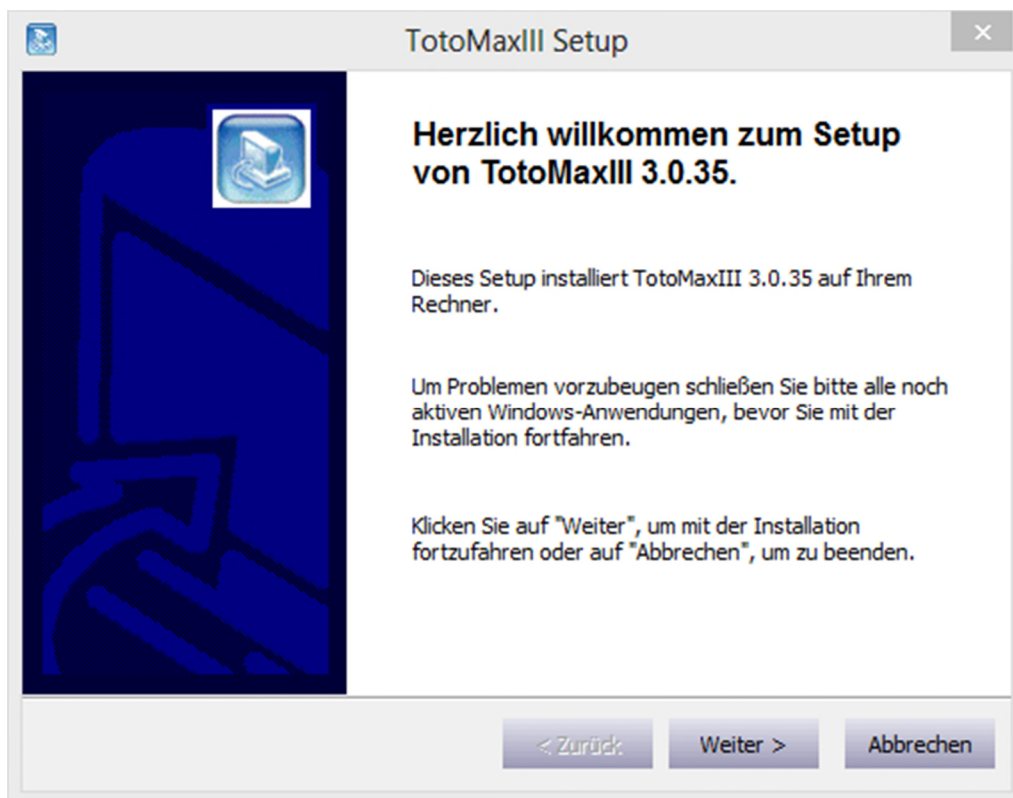 TotoMaxIII Setup
Herzlich willkommen zum Setup
von TotoMaxIII 3.0.35.
Dieses Setup installiert TotoMaxIII 3.0.35 auf Ihrem
Rechner.
Um Problemen vorzubeugen schließen Sie bitte alle noch
aktiven Windows-Anwendungen, bevor Sie mit der
Installation fortfahren.
Klicken Sie auf "Weiter", um mit der Installation
fortzufahren oder auf "Abbrechen", um zu beenden.
< Zurück Weiter > Abbrechen